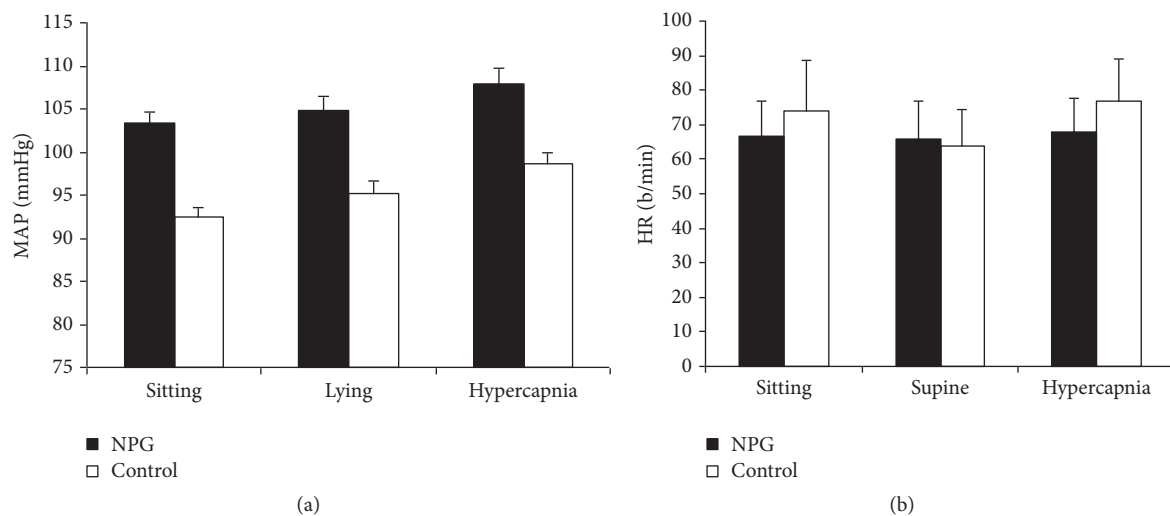 115
110
105
100
95
90
85
80
75
MAP (mmHg)
Sitting Lying Hypercapnia
NPG
Control
(a)
100
90
80
70
60
50
40
30
20
10
0
HR (b/min)
Sitting Supine Hypercapnia
NPG
Control
(b)